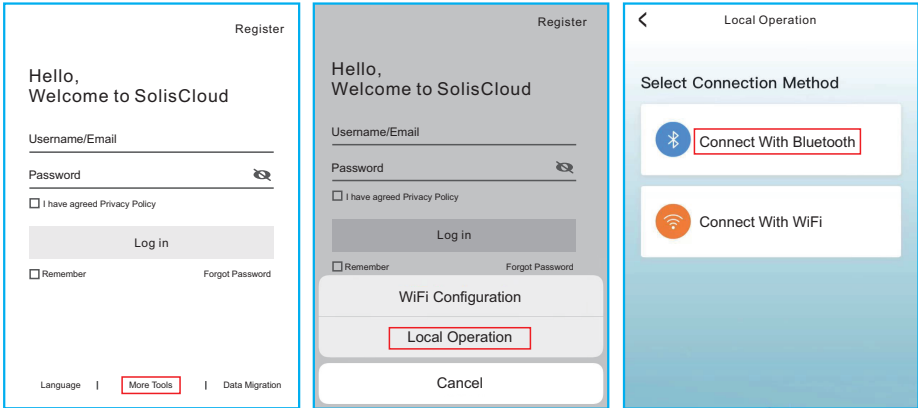 Register
Hello,
Welcome to SolisCloud
Username/Email
Password
I have agreed Privacy Policy
Log in
Remember Forgot Password
Language | More Tools | Data Migration
Register
Hello,
Welcome to SolisCloud
Username/Email
Password
I have agreed Privacy Policy
Log in
Remember Forgot Password
WiFi Configuration
Local Operation
Cancel
Local Operation
Select Connection Method
Connect With Bluetooth
Connect With WiFi